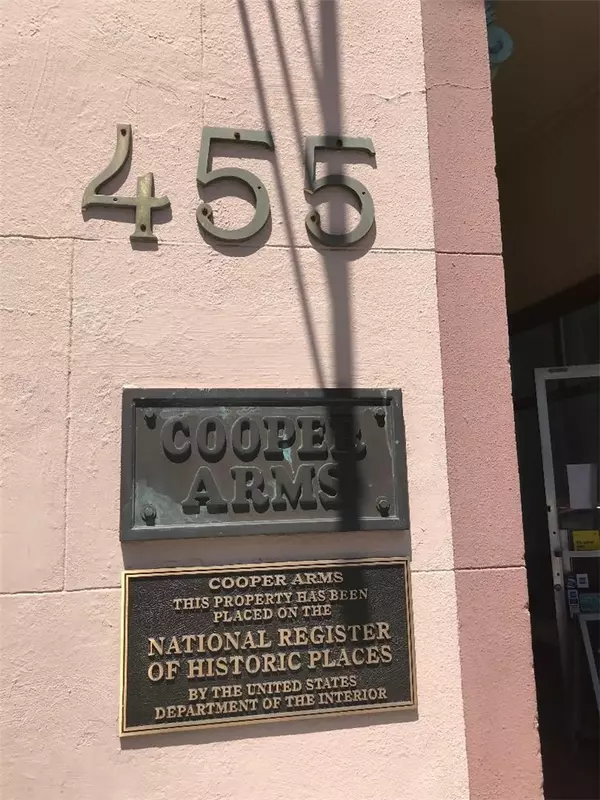 455
COOPER
ARMS
COOPER ARMS
THIS PROPERTY HAS BEEN
PLACED ON THE
NATIONAL REGISTER
OF HISTORIC PLACES
BY THE UNITED STATES
DEPARTMENT OF THE INTERIOR